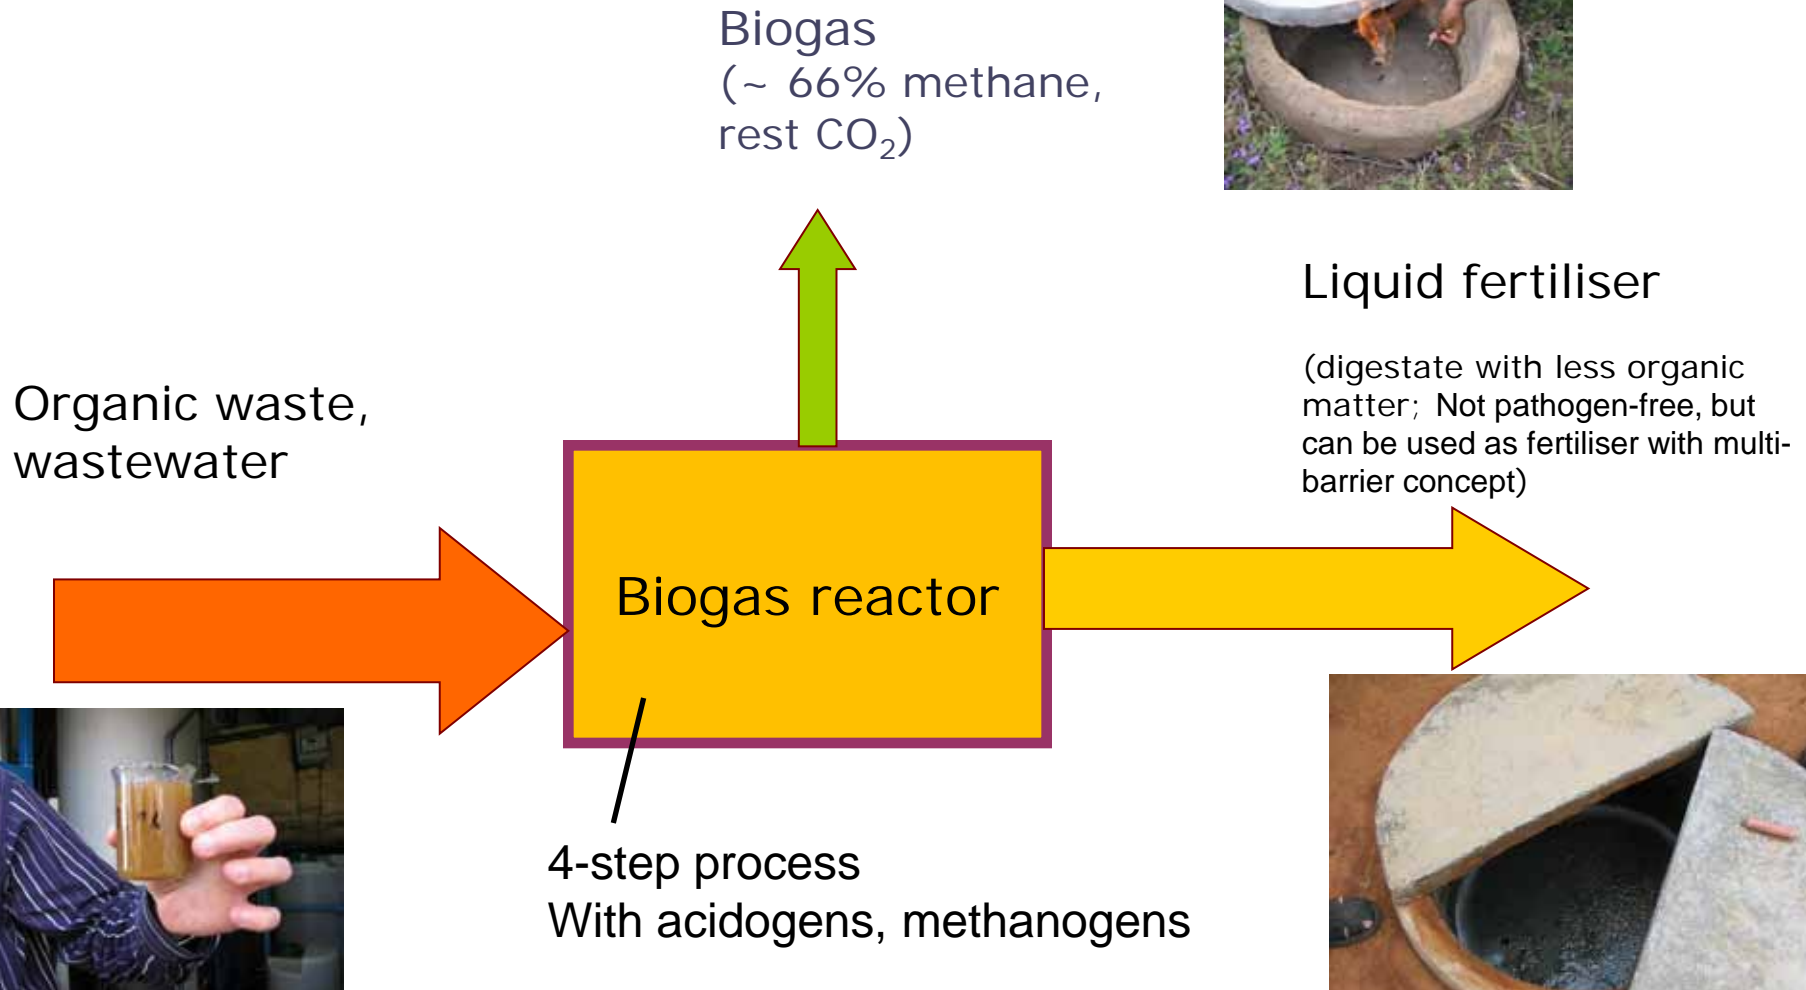 Biogas
(~ 66% methane,
rest CO₂)
Liquid fertiliser
(digestate with less organic
matter; Not pathogen-free, but
can be used as fertiliser with multi-
barrier concept)
Organic waste,
wastewater
Biogas reactor
4-step process
With acidogens, methanogens